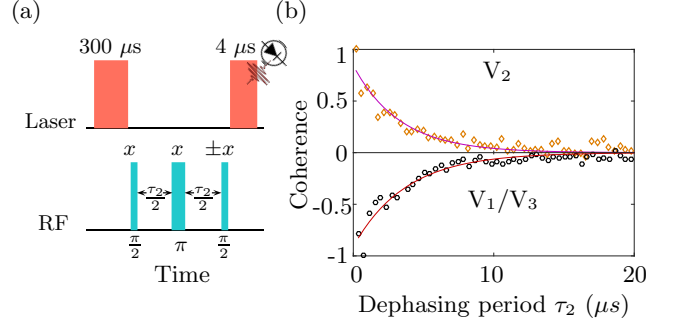 (a)
300 μs
4 μs
Laser
x
x
±x
τ2/2
τ2/2
RF
π/2
π
π/2
Time
(b)
1
0.5
0
-0.5
-1
Coherence
V2
V1/V3
0
10
20
Dephasing period τ2 (μs)